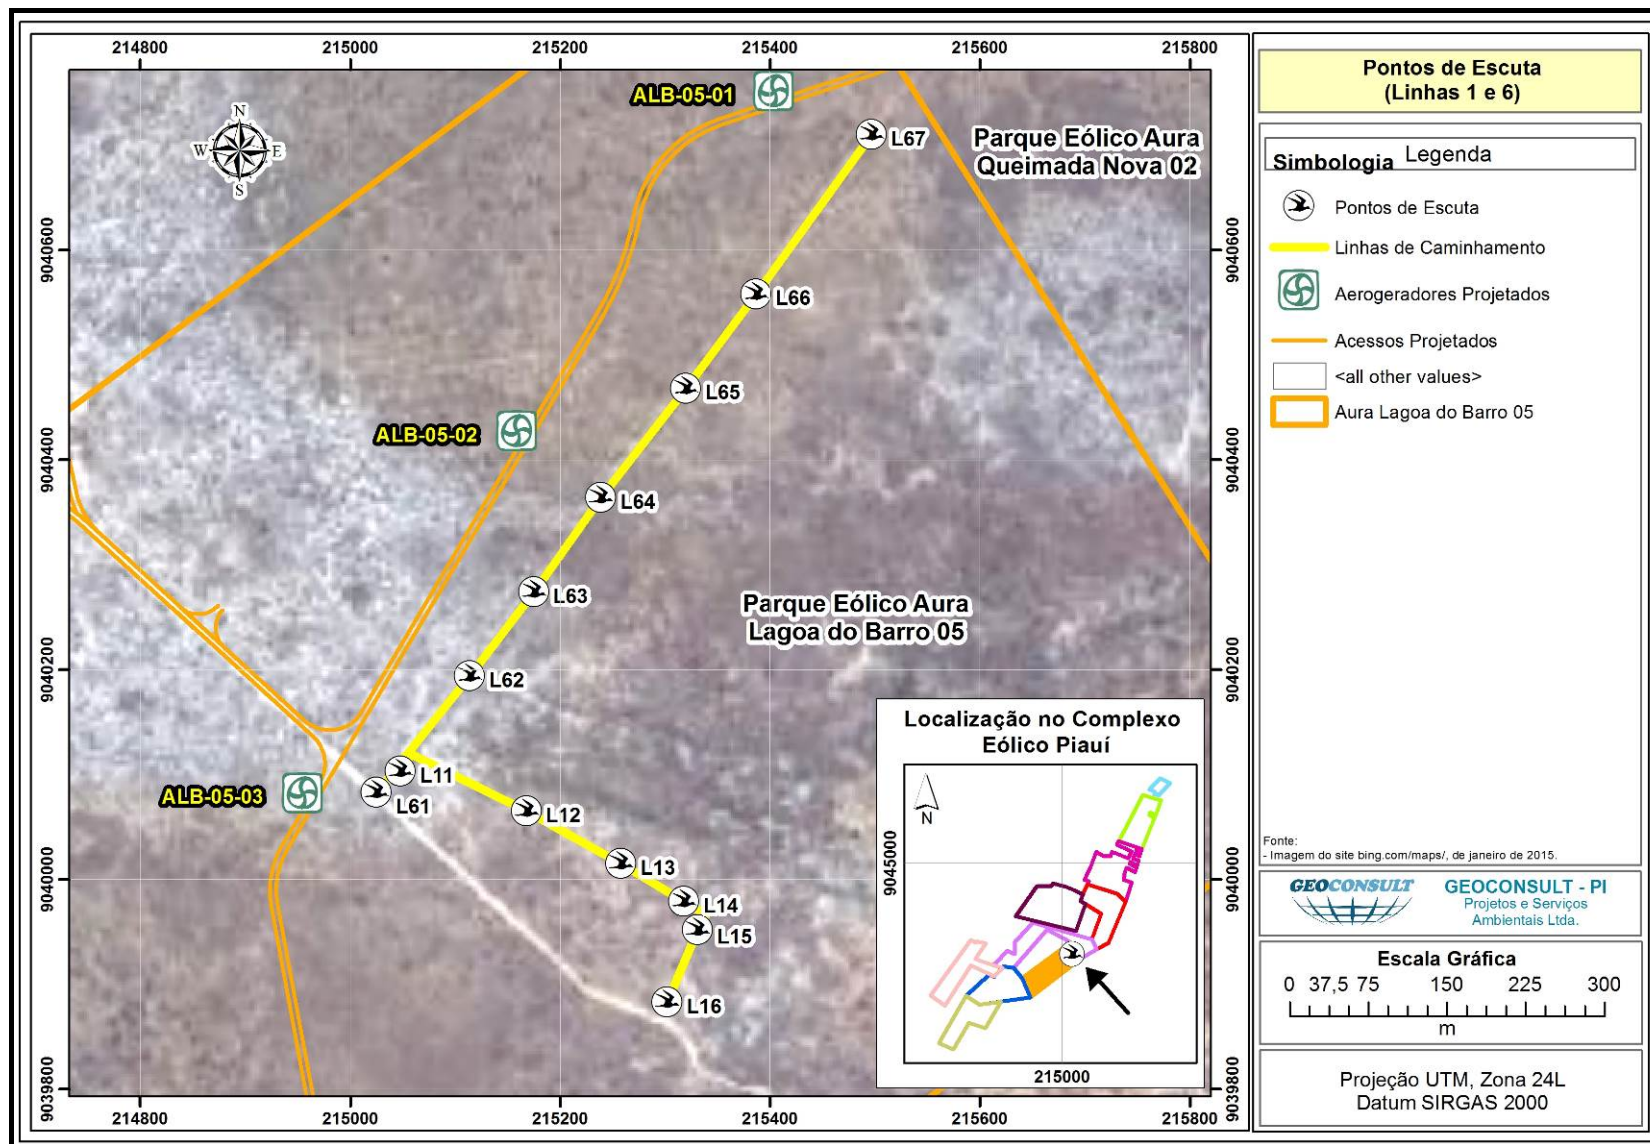 214800
215000
215200
215400
215600
215800
9040600
9040400
9040200
9040000
9039800
N
W
E
S
ALB-05-01
L67
Parque Eólico Aura
Queimada Nova 02
L66
L65
ALB-05-02
L64
L63
Parque Eólico Aura
Lagoa do Barro 05
L62
L11
L61
ALB-05-03
L12
L13
L14
L15
L16
Localização no Complexo
Eólico Piauí
N
9045000
215000
9040600
9040400
9040200
9040000
9039800
214800
215000
215200
215400
215600
215800
Pontos de Escuta
(Linhas 1 e 6)
Simbologia Legenda
Pontos de Escuta
Linhas de Caminhamento
Aerogeradores Projetados
Acessos Projetados
<all other values>
Aura Lagoa do Barro 05
Fonte:
- Imagem do site bing.com/maps/, de janeiro de 2015.
GEOCONSULT
GEOCONSULT - PI
Projetos e Serviços
Ambientais Ltda.
Escala Gráfica
0 37,5 75 150 225 300
m
Projeção UTM, Zona 24L
Datum SIRGAS 2000